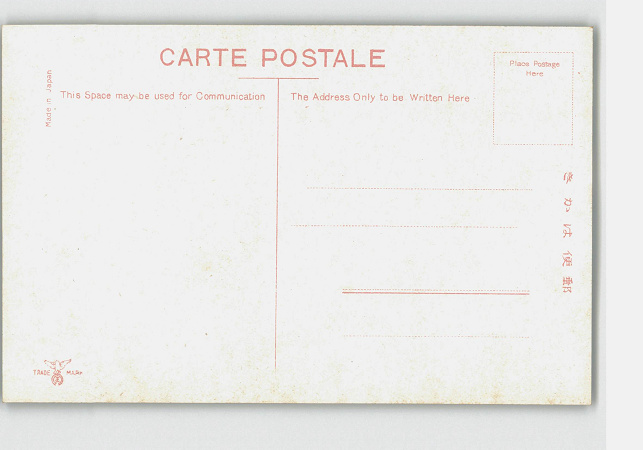 CARTE POSTALE
Made in Japan
This Space may be used for Communication
The Address Only to be Written Here
Place Postage
Here
きかは便郵
TRADE MARK